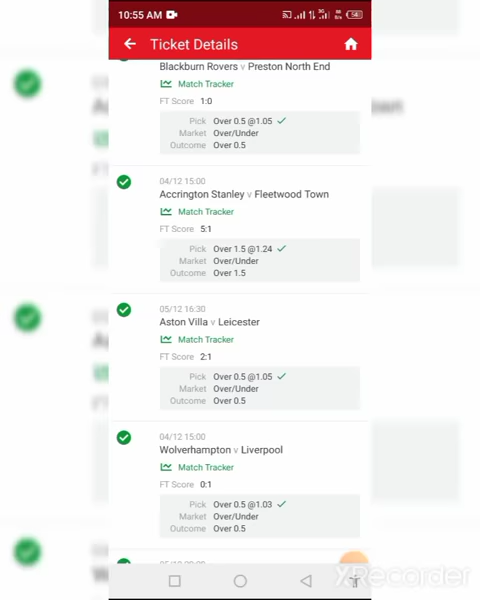 10:55 AM
Ticket Details
Blackburn Rovers v Preston North End
Match Tracker
FT Score 1:0
Pick Over 0.5 @1.05
Market Over/Under
Outcome Over 0.5
04/12 15:00
Accrington Stanley v Fleetwood Town
Match Tracker
FT Score 5:1
Pick Over 1.5 @1.24
Market Over/Under
Outcome Over 1.5
05/12 16:30
Aston Villa v Leicester
Match Tracker
FT Score 2:1
Pick Over 0.5 @1.05
Market Over/Under
Outcome Over 0.5
04/12 15:00
Wolverhampton v Liverpool
Match Tracker
FT Score 0:1
Pick Over 0.5 @1.03
Market Over/Under
Outcome Over 0.5
XRecorder